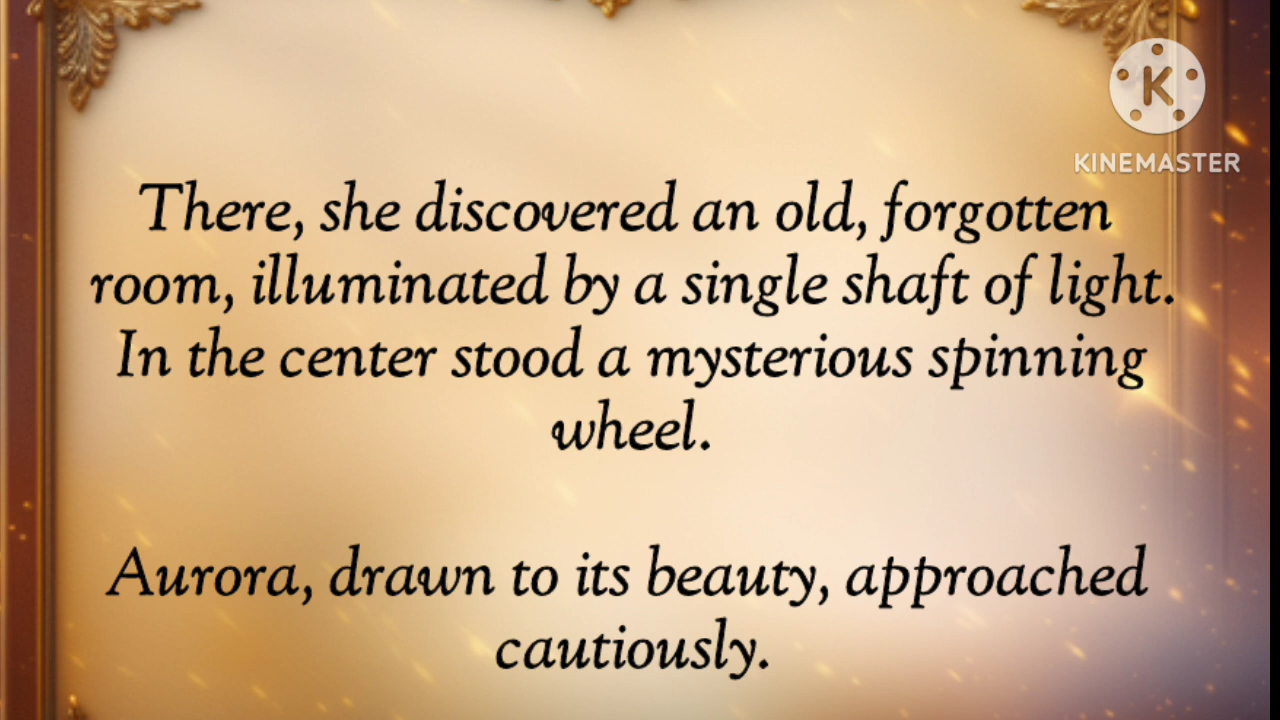 K
KINEMASTER
There, she discovered an old, forgotten
room, illuminated by a single shaft of light.
In the center stood a mysterious spinning
wheel.
Aurora, drawn to its beauty, approached
cautiously.